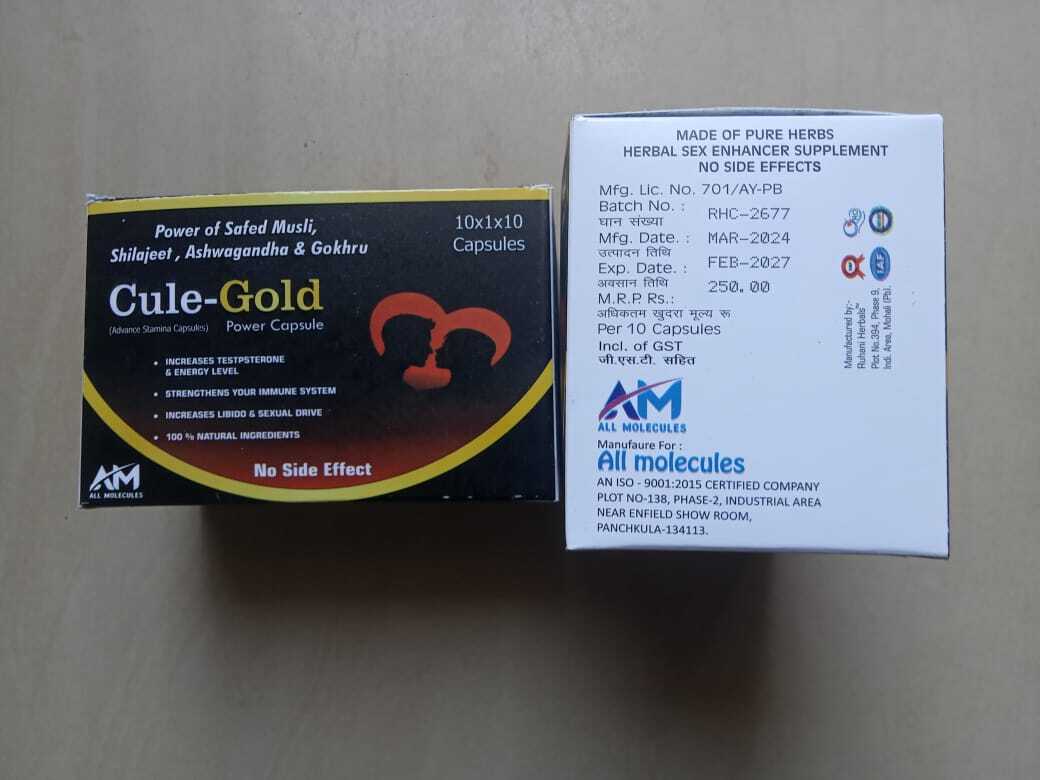 Power of Safed Musli,
Shilajeet , Ashwagandha & Gokhru
10x1x10
Capsules
Cule-Gold
(Advance Stamina Capsules)
Power Capsule
• INCREASES TESTPSTERONE
& ENERGY LEVEL
• STRENGTHENS YOUR IMMUNE SYSTEM
• INCREASES LIBIDO & SEXUAL DRIVE
• 100 % NATURAL INGREDIENTS
No Side Effect
AM
ALL MOLECULES
MADE OF PURE HERBS
HERBAL SEX ENHANCER SUPPLEMENT
NO SIDE EFFECTS
Mfg. Lic. No. 701/AY-PB
Batch No. : RHC-2677
घान संख्या
Mfg. Date. : MAR-2024
उत्पादन तिथि
Exp. Date. : FEB-2027
अवसान तिथि
M.R.P. Rs.: 250.00
अधिकतम खुदरा मूल्य रू
Per 10 Capsules
Incl. of GST
जी.एस.टी. सहित
AM
ALL MOLECULES
Manufaure For :
All molecules
AN ISO - 9001:2015 CERTIFIED COMPANY
PLOT NO-138, PHASE-2, INDUSTRIAL AREA
NEAR ENFIELD SHOW ROOM,
PANCHKULA-134113.
IAF
Manufactured by:-
Ruhani Herbals™
Plot No.394, Phase 9,
Indl. Area, Mohali (Pb).